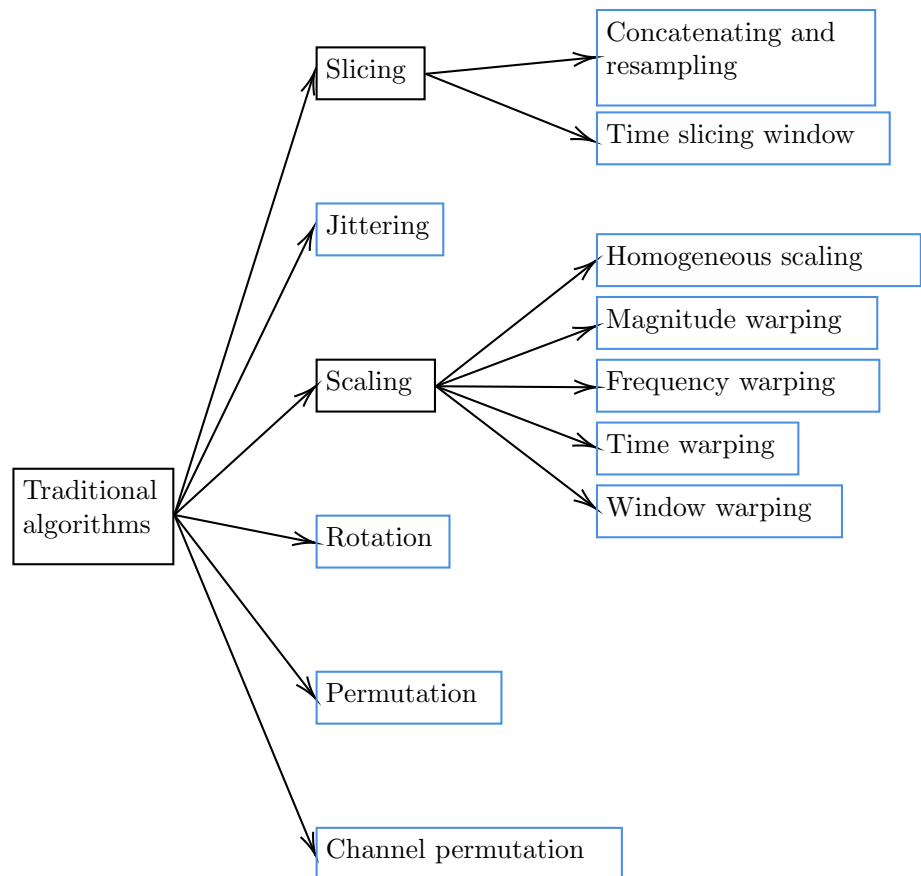 Concatenating and
resampling
Slicing
Time slicing window
Jittering
Homogeneous scaling
Magnitude warping
Scaling
Frequency warping
Time warping
Traditional
algorithms
Window warping
Rotation
Permutation
Channel permutation